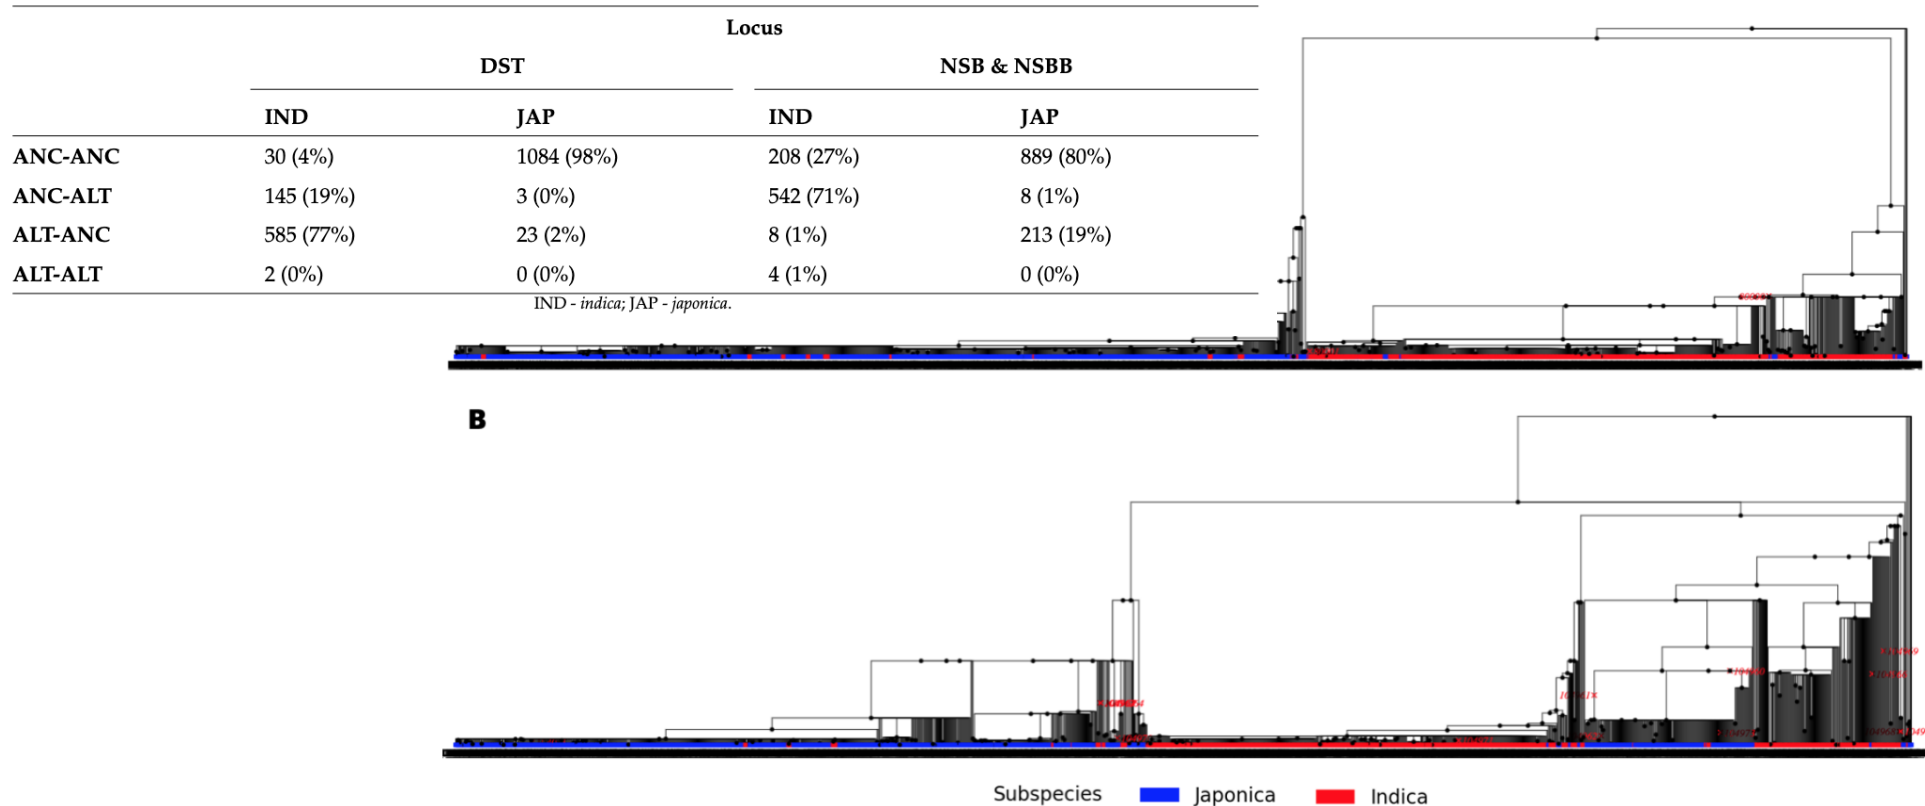 Locus
DST NSB & NSBB
IND JAP IND JAP
ANC-ANC 30 (4%) 1084 (98%) 208 (27%) 889 (80%)
ANC-ALT 145 (19%) 3 (0%) 542 (71%) 8 (1%)
ALT-ANC 585 (77%) 23 (2%) 8 (1%) 213 (19%)
ALT-ALT 2 (0%) 0 (0%) 4 (1%) 0 (0%)
IND - indica; JAP - japonica.
B
Subspecies Japonica Indica